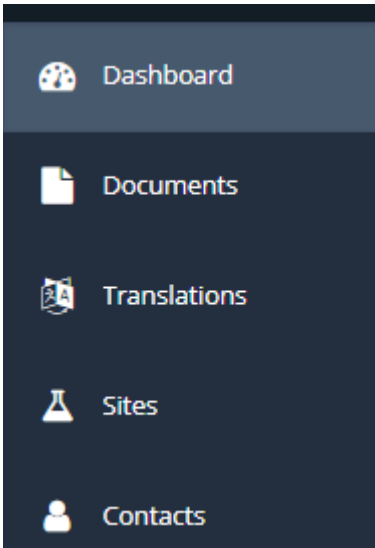 Dashboard
Documents
Translations
Sites
Contacts